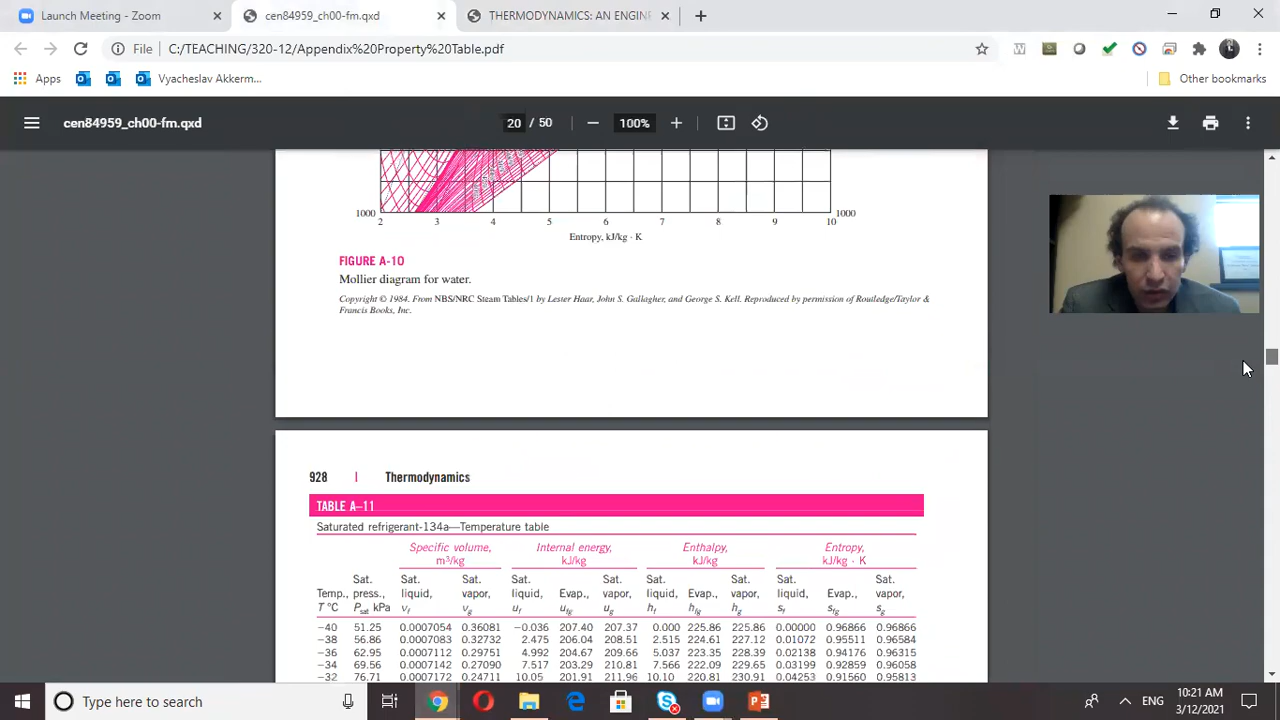 Launch Meeting - Zoom
cen84959_ch00-fm.qxd
THERMODYNAMICS: AN ENGINE
File
C:/TEACHING/320-12/Appendix%20Property%20Table.pdf
Apps
Vyacheslav Akkerm...
Other bookmarks
cen84959_ch00-fm.qxd
20 / 50
100%
1000
1000
2 3 4 5 6 7 8 9 10
Entropy, kJ/kg · K
FIGURE A-10
Mollier diagram for water.
Copyright © 1984. From NBS/NRC Steam Tables/1 by Lester Haar, John S. Gallagher, and George S. Kell. Reproduced by permission of Routledge/Taylor &
Francis Books, Inc.
928 | Thermodynamics
TABLE A–11
Saturated refrigerant-134a—Temperature table
Specific volume, Internal energy, Enthalpy, Entropy,
m³/kg kJ/kg kJ/kg kJ/kg · K
Sat. Sat. Sat. Sat. Sat. Sat. Sat. Sat. Sat.
Temp., press., liquid, vapor, liquid, Evap., vapor, liquid, Evap., vapor, liquid, Evap., vapor,
T °C Psat kPa vf vg uf ufg ug hf hfg hg sf sfg sg
−40 51.25 0.0007054 0.36081 −0.036 207.40 207.37 0.000 225.86 225.86 0.00000 0.96866 0.96866
−38 56.86 0.0007083 0.32732 2.475 206.04 208.51 2.515 224.61 227.12 0.01072 0.95511 0.96584
−36 62.95 0.0007112 0.29751 4.992 204.67 209.66 5.037 223.35 228.39 0.02138 0.94176 0.96315
−34 69.56 0.0007142 0.27090 7.517 203.29 210.81 7.566 222.09 229.65 0.03199 0.92859 0.96058
−32 76.71 0.0007172 0.24711 10.05 201.91 211.96 10.10 220.81 230.91 0.04253 0.91560 0.95813
Type here to search
ENG
10:21 AM
3/12/2021